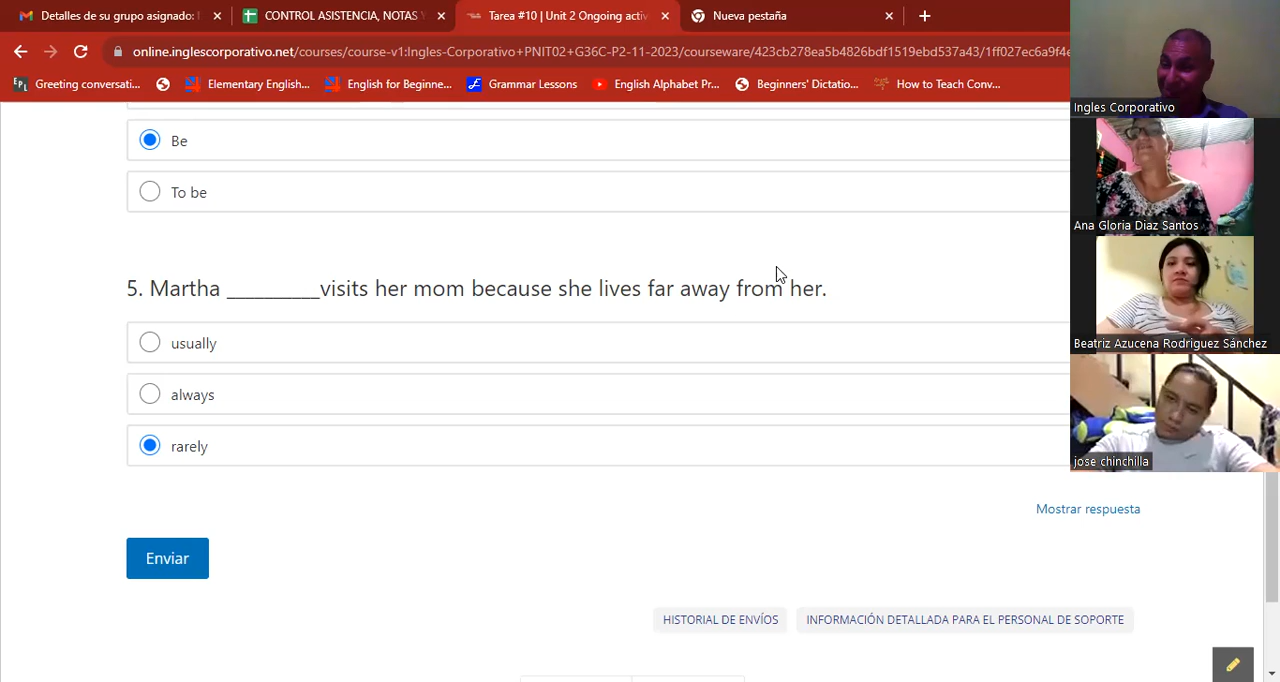 Detalles de su grupo asignado:
CONTROL ASISTENCIA, NOTAS Y
Tarea #10 | Unit 2 Ongoing activ
Nueva pestaña
online.inglescorporativo.net/courses/course-v1:Ingles-Corporativo+PNIT02+G36C-P2-11-2023/courseware/423cb278ea5b4826bdf1519ebd537a43/1ff027ec6a9f4e
Greeting conversati...
Elementary English...
English for Beginne...
Grammar Lessons
English Alphabet Pr...
Beginners' Dictatio...
How to Teach Conv...
Ingles Corporativo
Be
To be
Ana Gloria Diaz Santos
5. Martha __________visits her mom because she lives far away from her.
usually
Beatriz Azucena Rodriguez Sánchez
always
rarely
jose chinchilla
Mostrar respuesta
Enviar
HISTORIAL DE ENVÍOS
INFORMACIÓN DETALLADA PARA EL PERSONAL DE SOPORTE